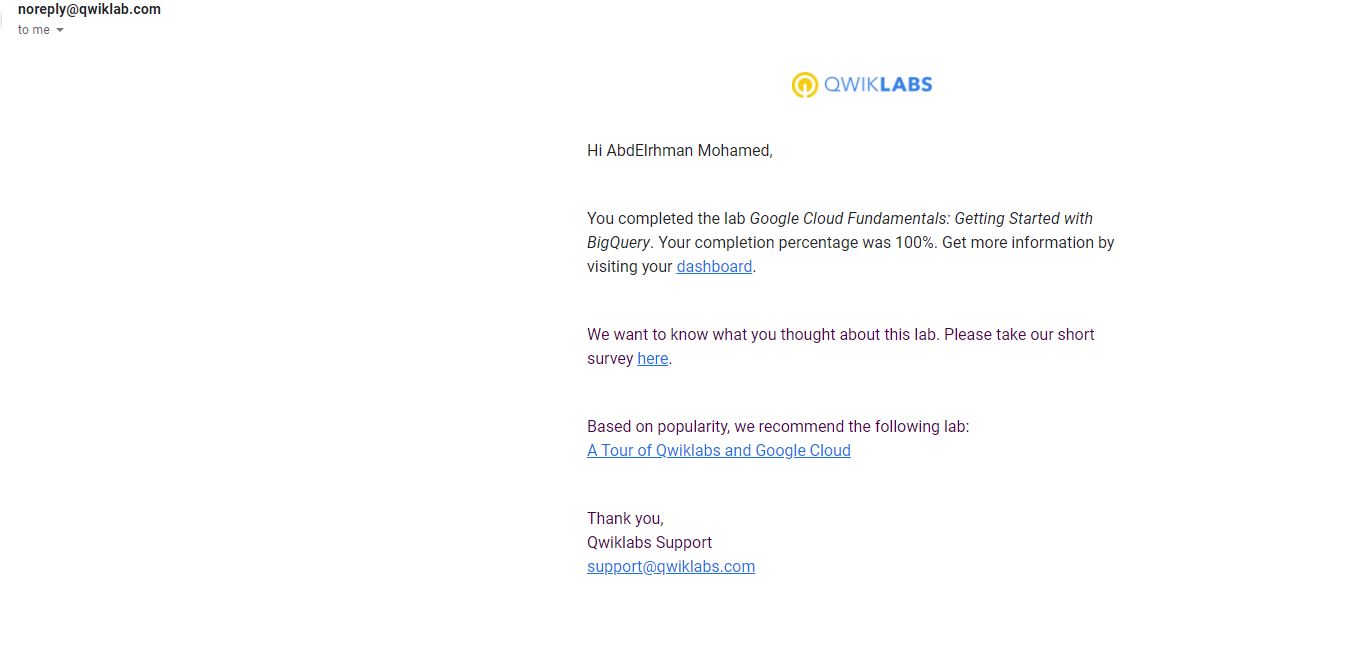 noreply@qwiklab.com
to me
QWIKLABS
Hi AbdElrhman Mohamed,
You completed the lab Google Cloud Fundamentals: Getting Started with
BigQuery. Your completion percentage was 100%. Get more information by
visiting your dashboard.
We want to know what you thought about this lab. Please take our short
survey here.
Based on popularity, we recommend the following lab:
A Tour of Qwiklabs and Google Cloud
Thank you,
Qwiklabs Support
support@qwiklabs.com